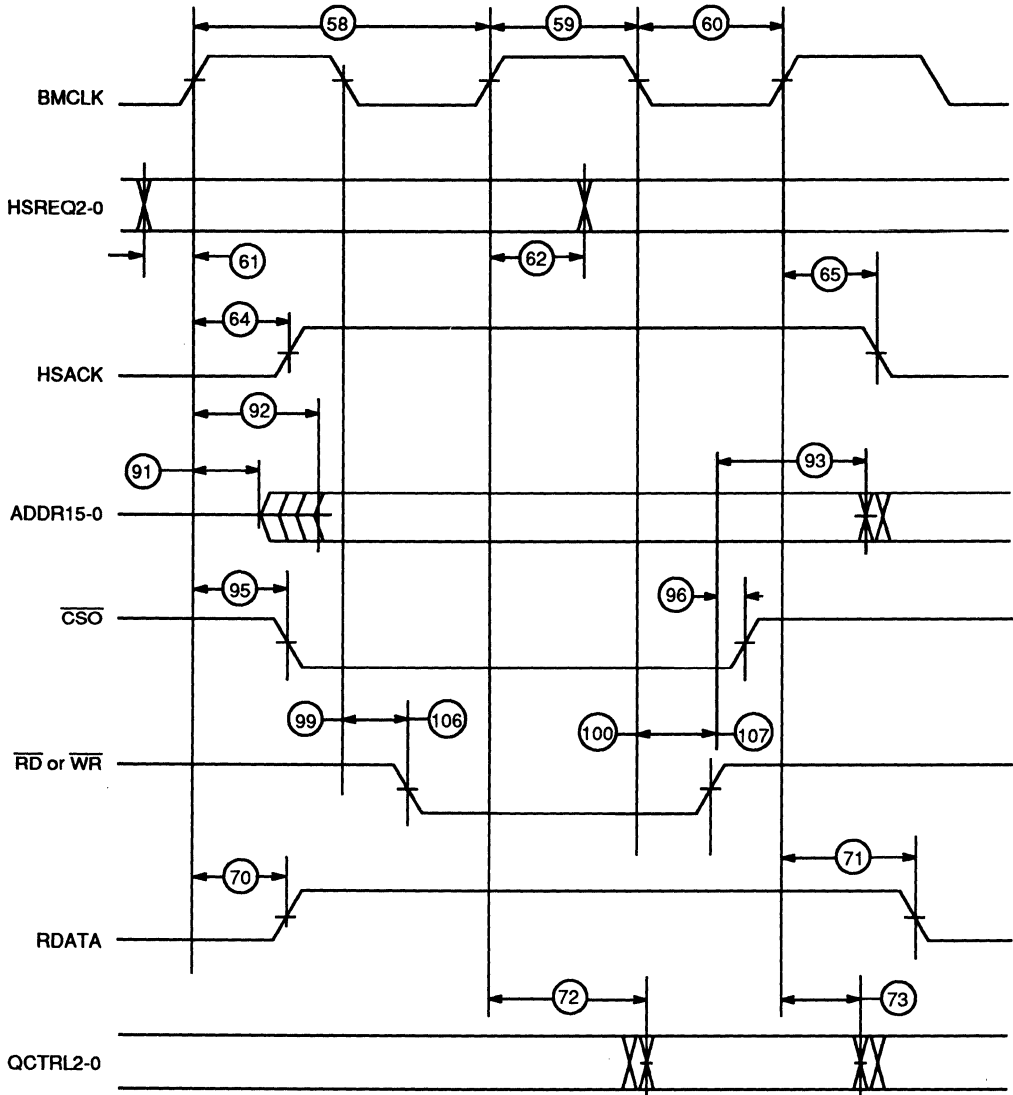 58 59 60
BMCLK
HSREQ2-0
61 62
65
64
HSACK
92
91 93
ADDR15-0
95 96
CSO
99 106 100 107
RD or WR
71
70
RDATA
72 73
QCTRL2-0